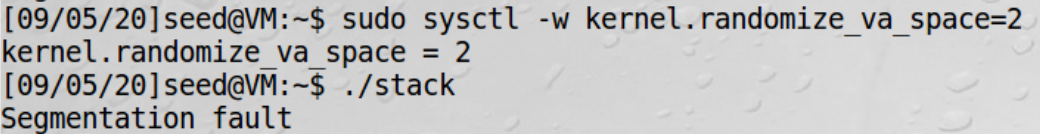 [09/05/20]seed@VM:~$ sudo sysctl -w kernel.randomize_va_space=2
kernel.randomize_va_space = 2
[09/05/20]seed@VM:~$ ./stack
Segmentation fault